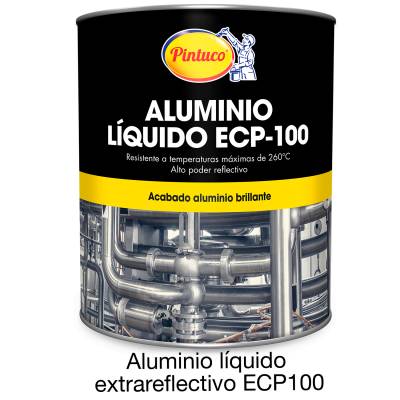 Pintuco
ALUMINIO
LÍQUIDO ECP-100
Resistente a temperaturas máximas de 260°C
Alto poder reflectivo
Acabado aluminio brillante
Aluminio líquido
extrareflectivo ECP100